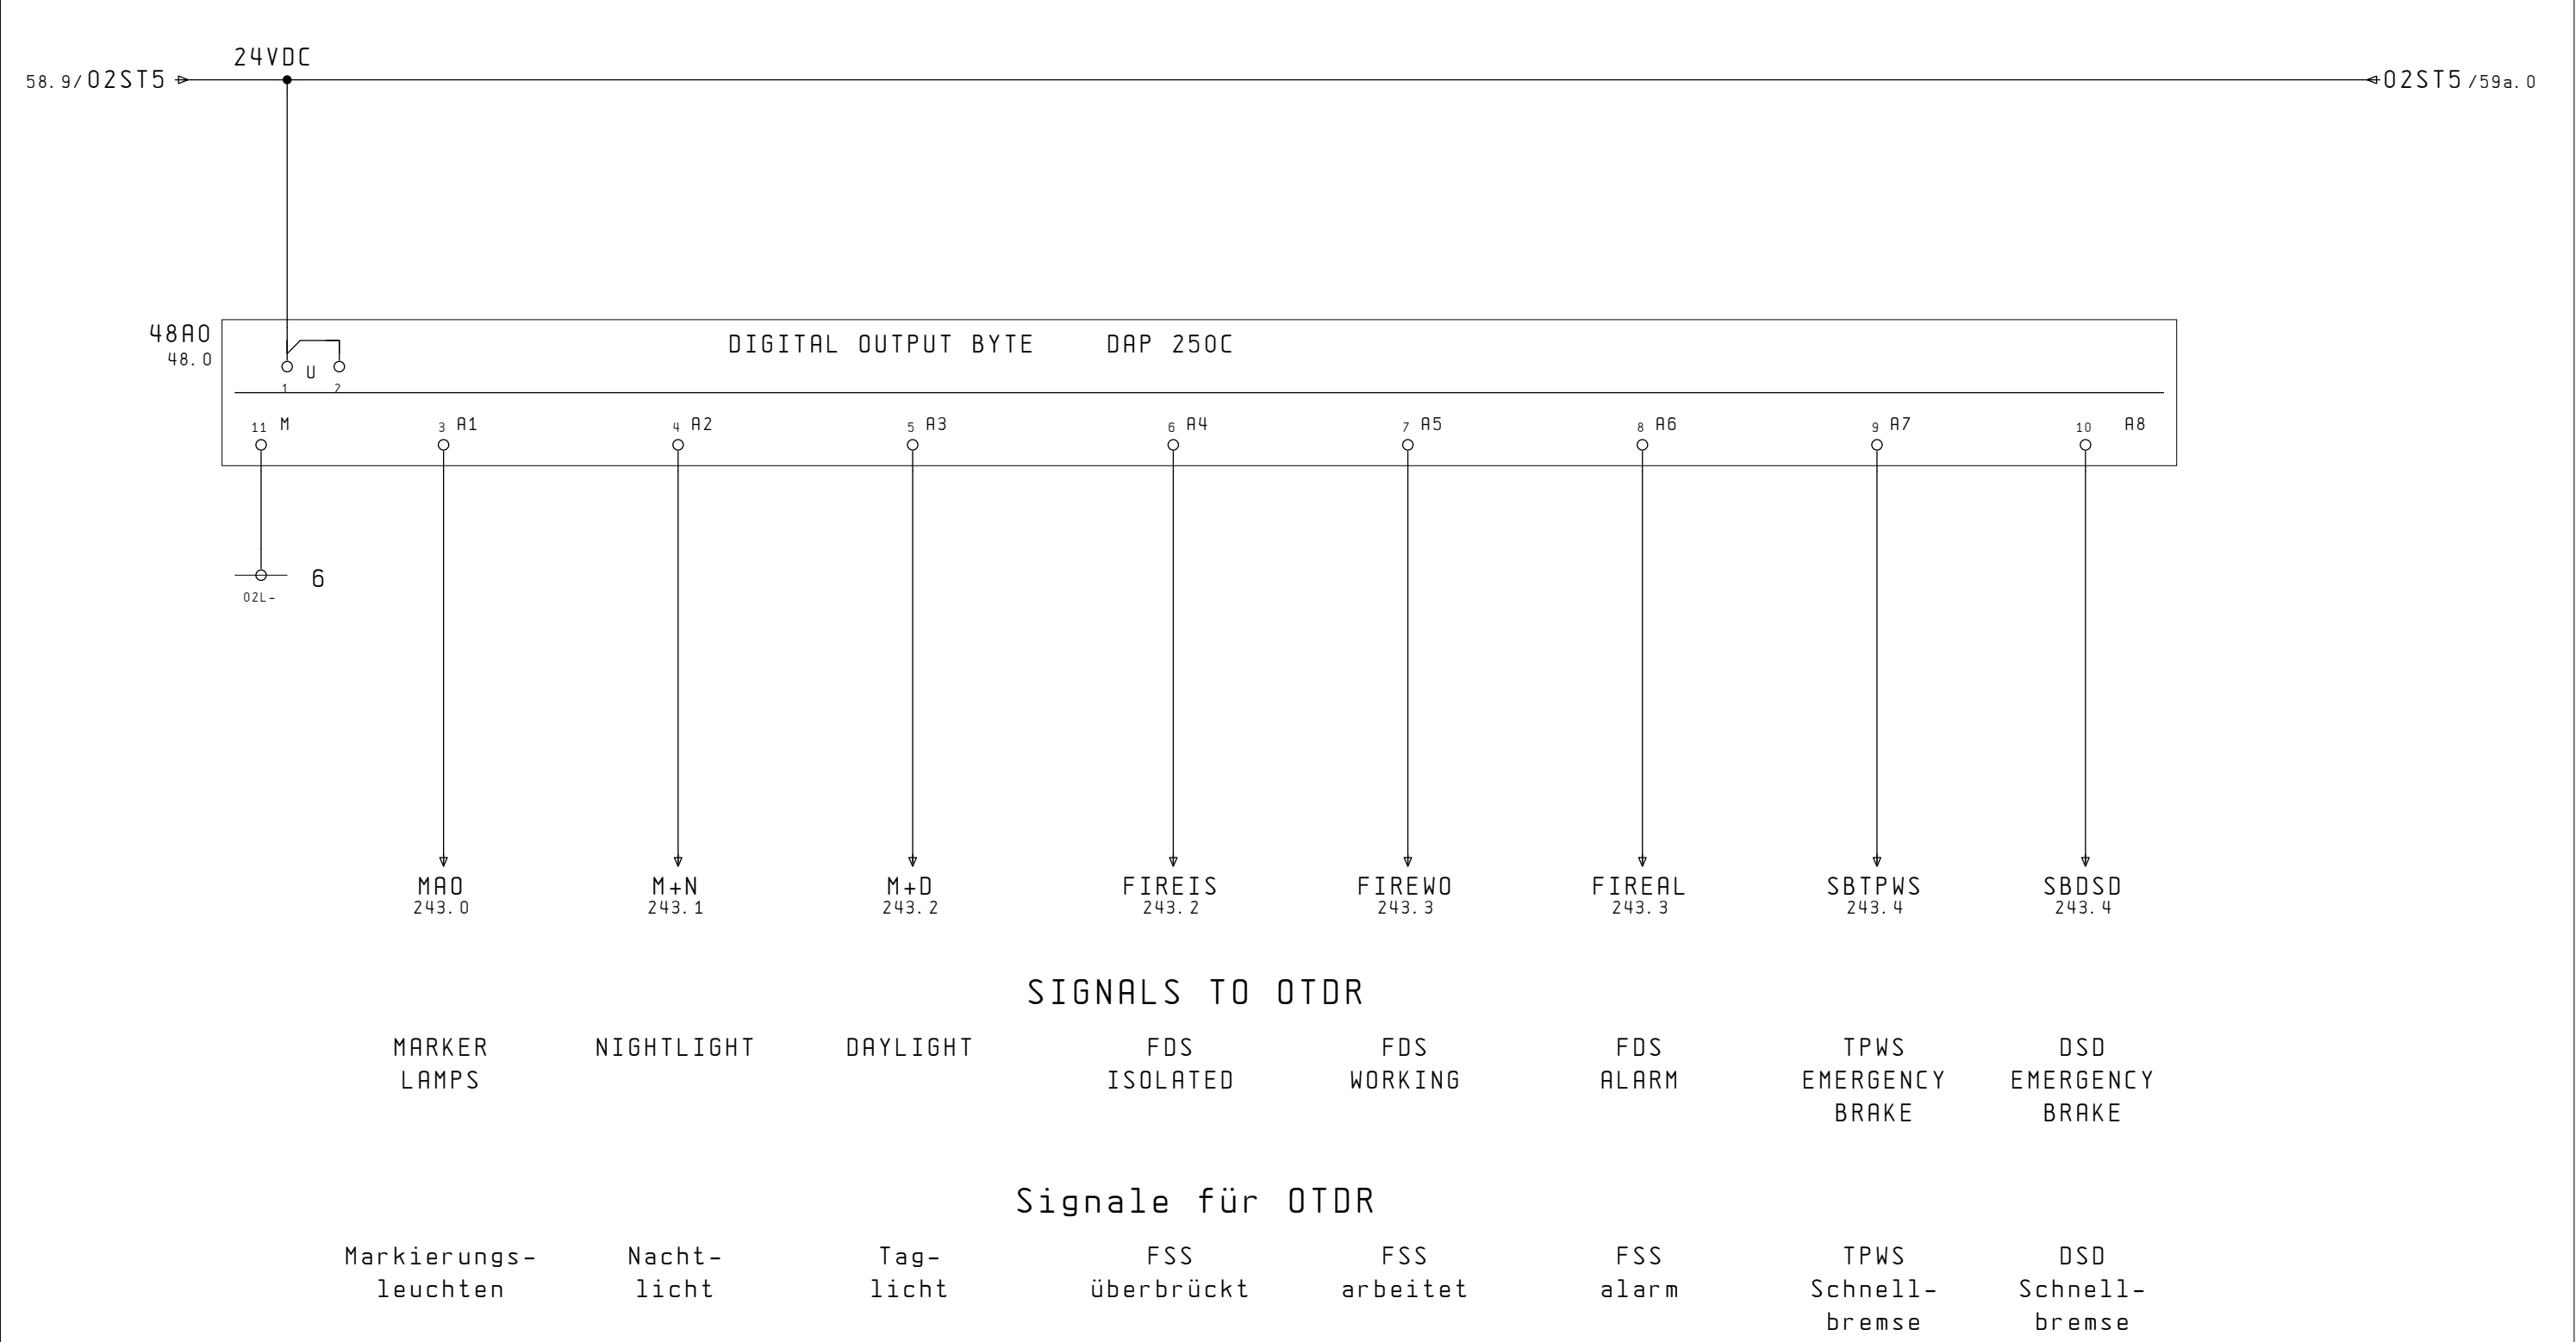 24VDC
58.9/02ST5
02ST5/59a.0
48A0
48.0
DIGITAL OUTPUT BYTE DAP 250C
U
1 2
11 M 3 A1 4 A2 5 A3 6 A4 7 A5 8 A6 9 A7 10 A8
6
02L-
MA0 M+N M+D FIREIS FIREWO FIREAL SBTPWS SBDSD
243.0 243.1 243.2 243.2 243.3 243.3 243.4 243.4
SIGNALS TO OTDR
MARKER NIGHTLIGHT DAYLIGHT FDS FDS FDS TPWS DSD
LAMPS ISOLATED WORKING ALARM EMERGENCY EMERGENCY
BRAKE BRAKE
Signale für OTDR
Markierungs- Nacht- Tag- FSS FSS FSS TPWS DSD
leuchten licht licht überbrückt arbeitet alarm Schnell- Schnell-
bremse bremse